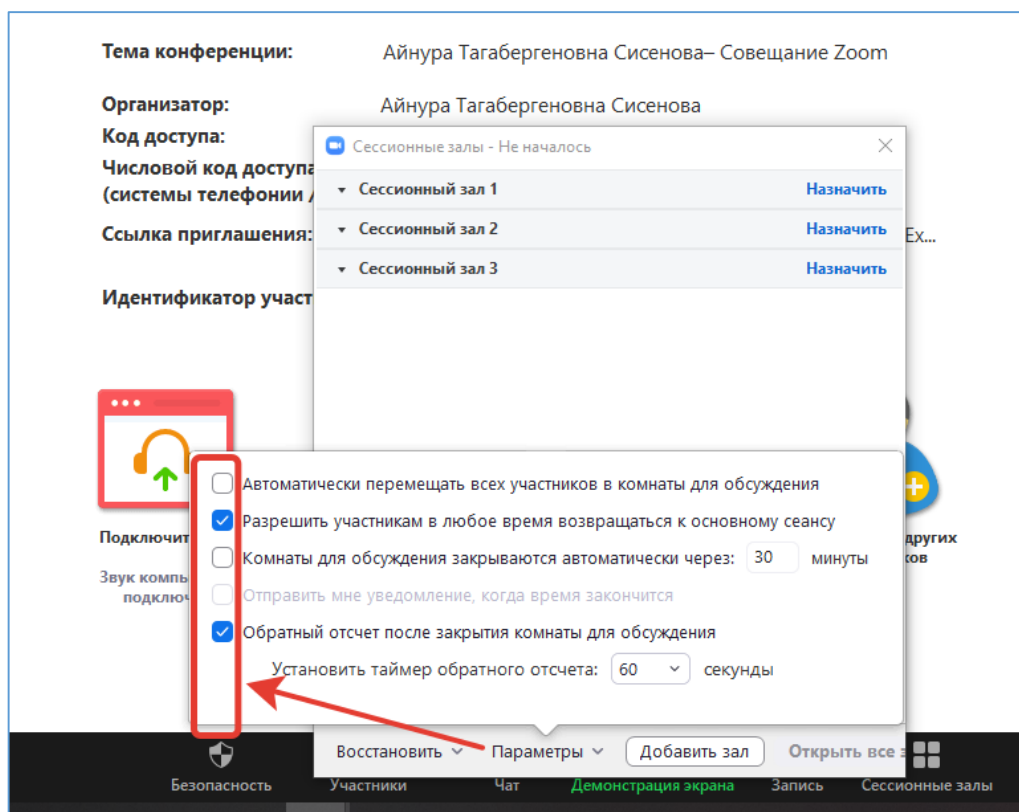 Тема конференции: Айнура Тагабергеновна Сисенова– Совещание Zoom
Организатор: Айнура Тагабергеновна Сисенова
Код доступа:
Числовой код доступа
(системы телефонии /
Ссылка приглашения: Ex...
Идентификатор участ
Сессионные залы - Не началось
Сессионный зал 1 Назначить
Сессионный зал 2 Назначить
Сессионный зал 3 Назначить
Автоматически перемещать всех участников в комнаты для обсуждения
Разрешить участникам в любое время возвращаться к основному сеансу
Комнаты для обсуждения закрываются автоматически через: 30 минуты
Отправить мне уведомление, когда время закончится
Обратный отсчет после закрытия комнаты для обсуждения
Установить таймер обратного отсчета: 60 секунды
Подключит
Звук компь
подклю
других
ков
Восстановить Параметры Добавить зал Открыть все
Безопасность Участники Чат Демонстрация экрана Запись Сессионные залы